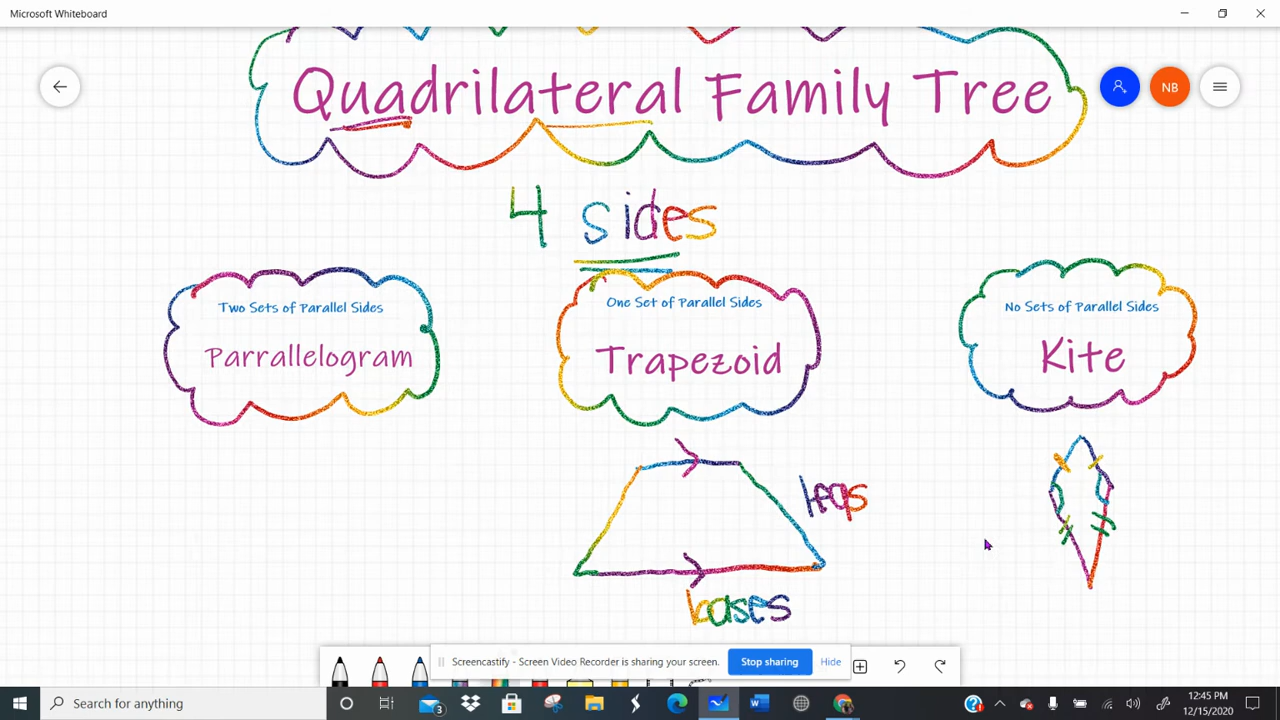 Microsoft Whiteboard
Quadrilateral Family Tree
NB
4 sides
Two Sets of Parallel Sides
Parrallelogram
One Set of Parallel Sides
Trapezoid
No Sets of Parallel Sides
Kite
legs
bases
Screencastify - Screen Video Recorder is sharing your screen.
Stop sharing
Hide
Search for anything
3
12:45 PM
12/15/2020